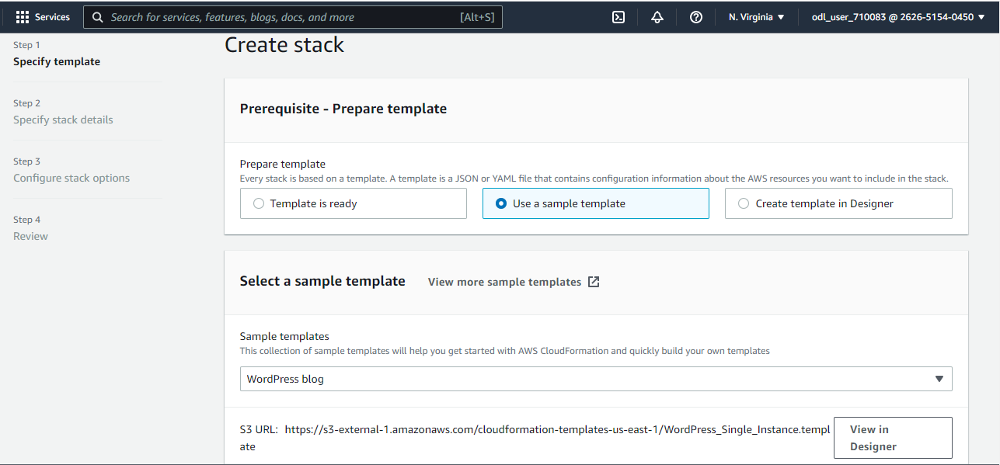 Services
Search for services, features, blogs, docs, and more [Alt+S]
N. Virginia ▼
odl_user_710083 @ 2626-5154-0450 ▼
Step 1
Specify template
Step 2
Specify stack details
Step 3
Configure stack options
Step 4
Review
Create stack
Prerequisite - Prepare template
Prepare template
Every stack is based on a template. A template is a JSON or YAML file that contains configuration information about the AWS resources you want to include in the stack.
Template is ready
Use a sample template
Create template in Designer
Select a sample template
View more sample templates
Sample templates
This collection of sample templates will help you get started with AWS CloudFormation and quickly build your own templates
WordPress blog
S3 URL: https://s3-external-1.amazonaws.com/cloudformation-templates-us-east-1/WordPress_Single_Instance.templ
ate
View in
Designer